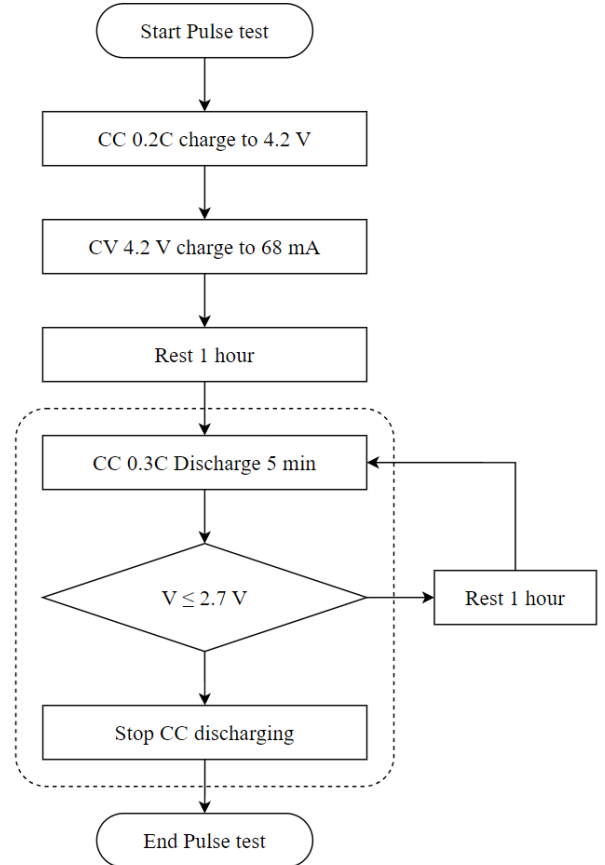 Start Pulse test
CC 0.2C charge to 4.2 V
CV 4.2 V charge to 68 mA
Rest 1 hour
CC 0.3C Discharge 5 min
V ≤ 2.7 V
Rest 1 hour
Stop CC discharging
End Pulse test